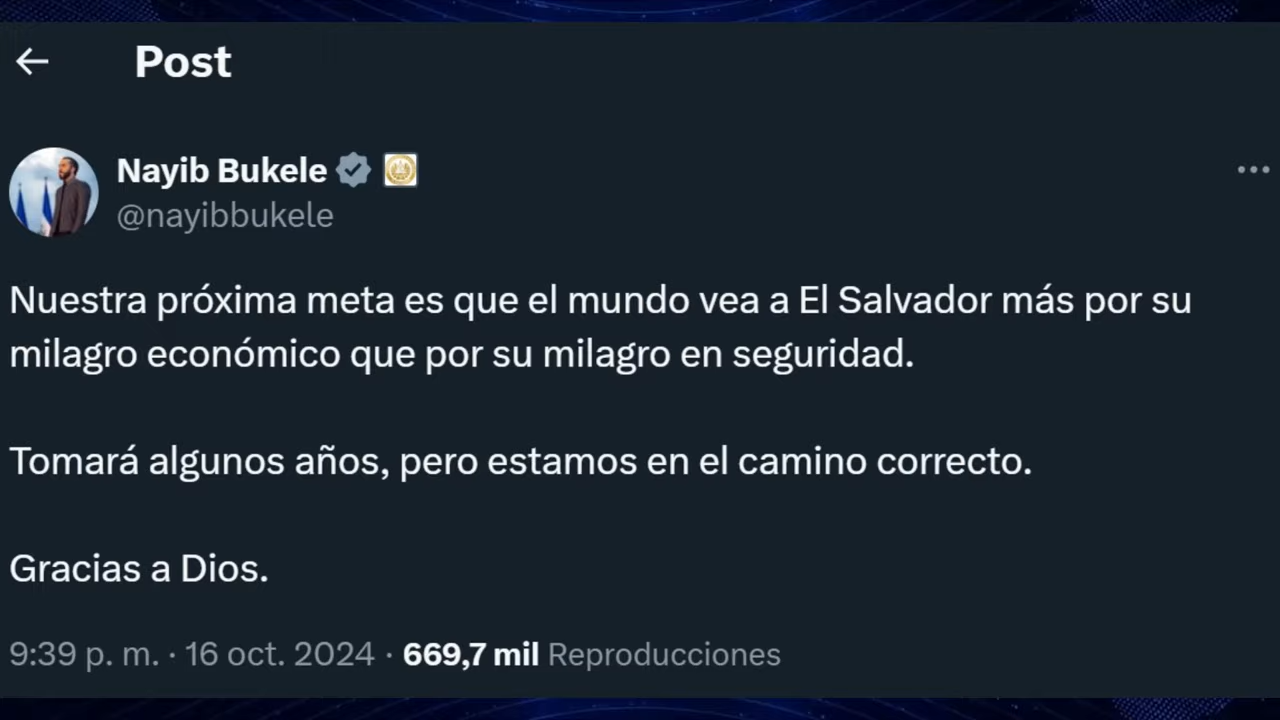 Post
Nayib Bukele
@nayibbukele
Nuestra próxima meta es que el mundo vea a El Salvador más por su
milagro económico que por su milagro en seguridad.
Tomará algunos años, pero estamos en el camino correcto.
Gracias a Dios.
9:39 p. m. · 16 oct. 2024 · 669,7 mil Reproducciones